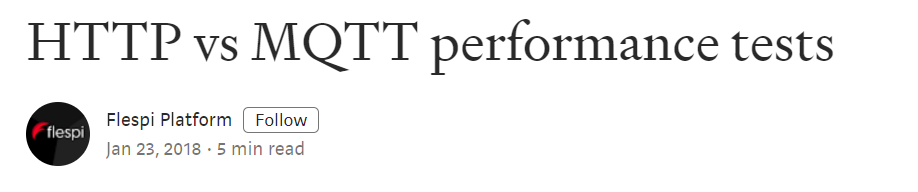 HTTP vs MQTT performance tests
flespi
Flespi Platform Follow
Jan 23, 2018 · 5 min read